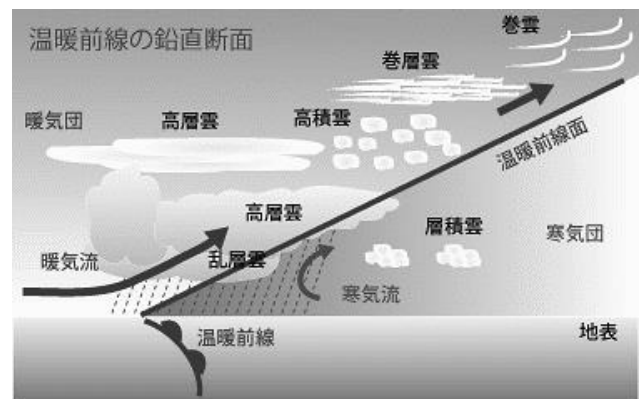 温暖前線の鉛直断面
巻雲
巻層雲
暖気団
高層雲
高積雲
温暖前線面
高層雲
層積雲
寒気団
暖気流
乱層雲
寒気流
温暖前線
地表